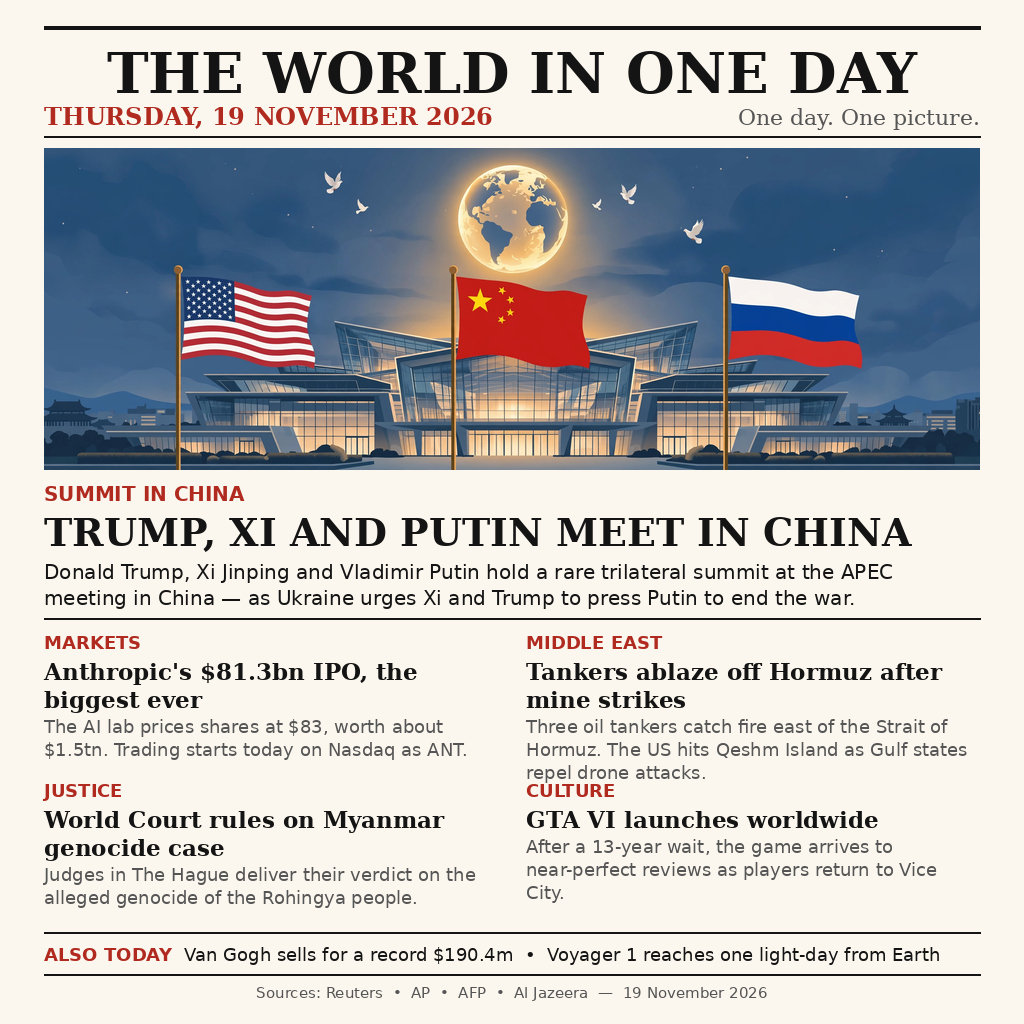 THE WORLD IN ONE DAY
THURSDAY, 19 NOVEMBER 2026
One day. One picture.
SUMMIT IN CHINA
TRUMP, XI AND PUTIN MEET IN CHINA
Donald Trump, Xi Jinping and Vladimir Putin hold a rare trilateral summit at the APEC
meeting in China — as Ukraine urges Xi and Trump to press Putin to end the war.
MARKETS
Anthropic's $81.3bn IPO, the
biggest ever
The AI lab prices shares at $83, worth about
$1.5tn. Trading starts today on Nasdaq as ANT.
MIDDLE EAST
Tankers ablaze off Hormuz after
mine strikes
Three oil tankers catch fire east of the Strait of
Hormuz. The US hits Qeshm Island as Gulf states
repel drone attacks.
JUSTICE
World Court rules on Myanmar
genocide case
Judges in The Hague deliver their verdict on the
alleged genocide of the Rohingya people.
CULTURE
GTA VI launches worldwide
After a 13-year wait, the game arrives to
near-perfect reviews as players return to Vice
City.
ALSO TODAY Van Gogh sells for a record $190.4m • Voyager 1 reaches one light-day from Earth
Sources: Reuters • AP • AFP • Al Jazeera — 19 November 2026